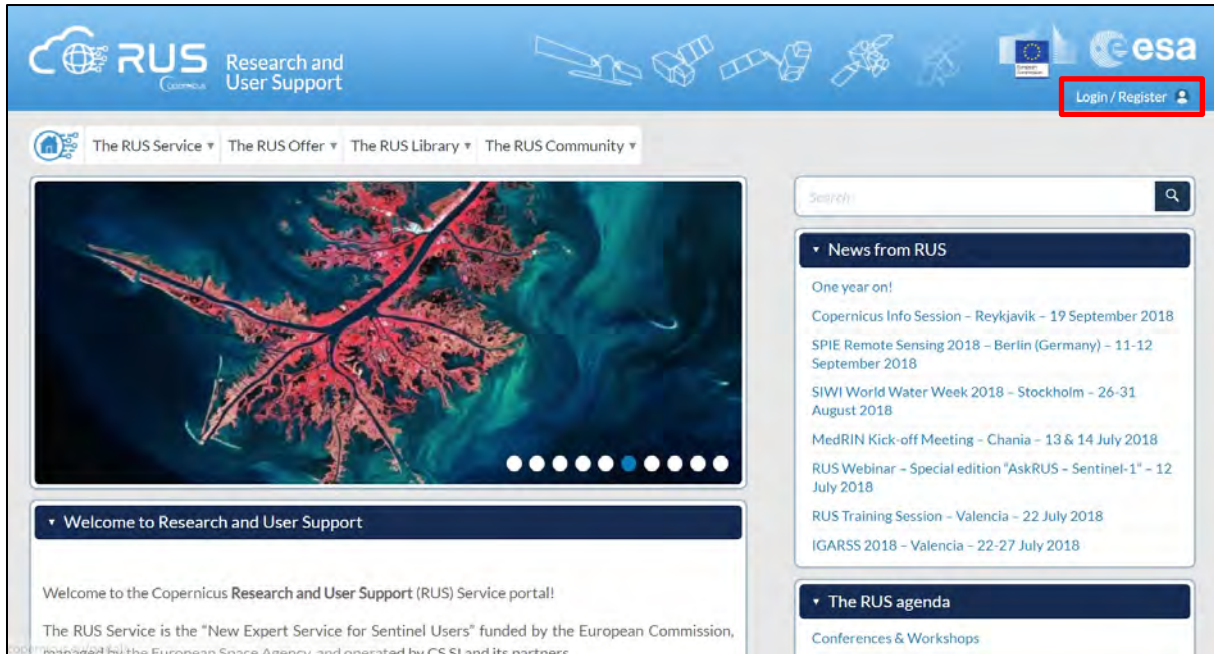 RUS
Copernicus
Research and
User Support
European
Commission
esa
Login / Register
The RUS Service
The RUS Offer
The RUS Library
The RUS Community
Search
News from RUS
One year on!
Copernicus Info Session – Reykjavik – 19 September 2018
SPIE Remote Sensing 2018 – Berlin (Germany) – 11-12
September 2018
SIWI World Water Week 2018 – Stockholm – 26-31
August 2018
MedRIN Kick-off Meeting – Chania – 13 & 14 July 2018
RUS Webinar – Special edition “AskRUS – Sentinel-1” – 12
July 2018
RUS Training Session – Valencia – 22 July 2018
IGARSS 2018 – Valencia – 22-27 July 2018
Welcome to Research and User Support
Welcome to the Copernicus Research and User Support (RUS) Service portal!
The RUS Service is the “New Expert Service for Sentinel Users” funded by the European Commission,
managed by the European Space Agency, and operated by CS SI and its partners.
The RUS agenda
Conferences & Workshops